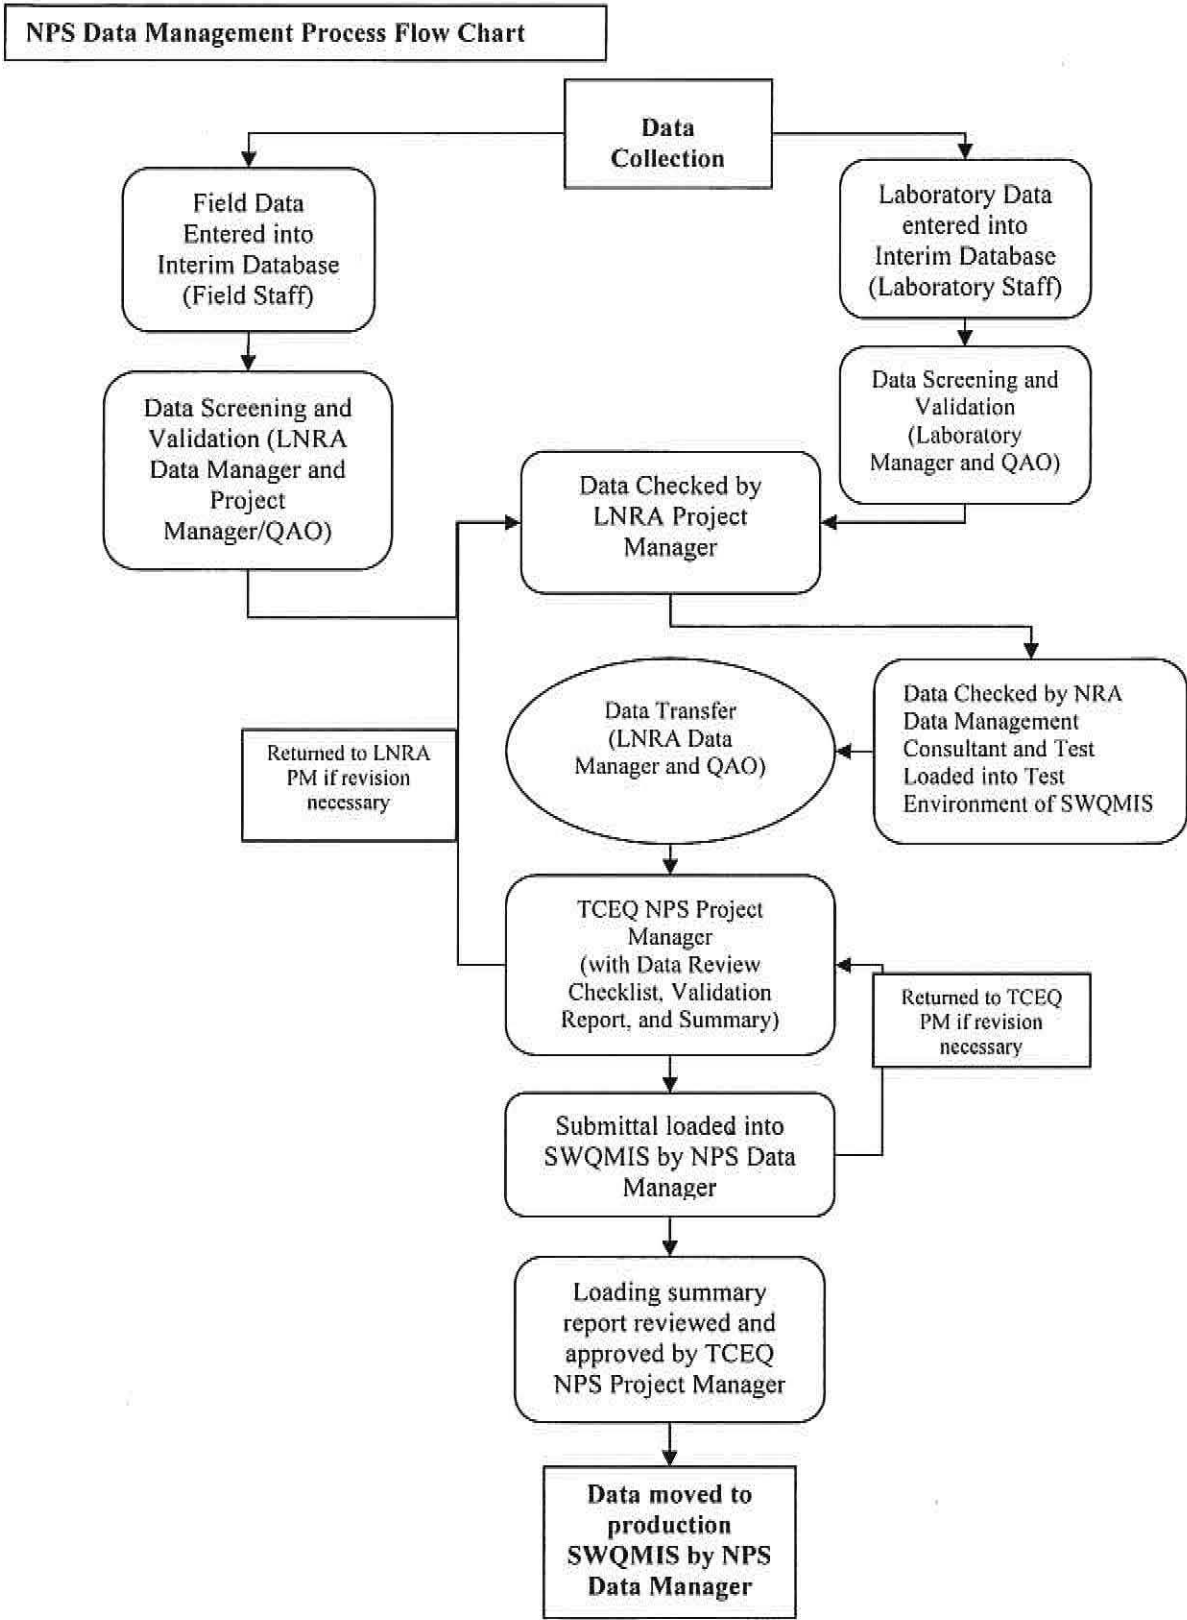 NPS Data Management Process Flow Chart
Data
Collection
Field Data
Entered into
Interim Database
(Field Staff)
Laboratory Data
entered into
Interim Database
(Laboratory Staff)
Data Screening and
Validation (LNRA
Data Manager and
Project
Manager/QAO)
Data Screening and
Validation
(Laboratory
Manager and QAO)
Data Checked by
LNRA Project
Manager
Data Checked by NRA
Data Management
Consultant and Test
Loaded into Test
Environment of SWQMIS
Data Transfer
(LNRA Data
Manager and QAO)
Returned to LNRA
PM if revision
necessary
TCEQ NPS Project
Manager
(with Data Review
Checklist, Validation
Report, and Summary)
Returned to TCEQ
PM if revision
necessary
Submittal loaded into
SWQMIS by NPS Data
Manager
Loading summary
report reviewed and
approved by TCEQ
NPS Project Manager
Data moved to
production
SWQMIS by NPS
Data Manager